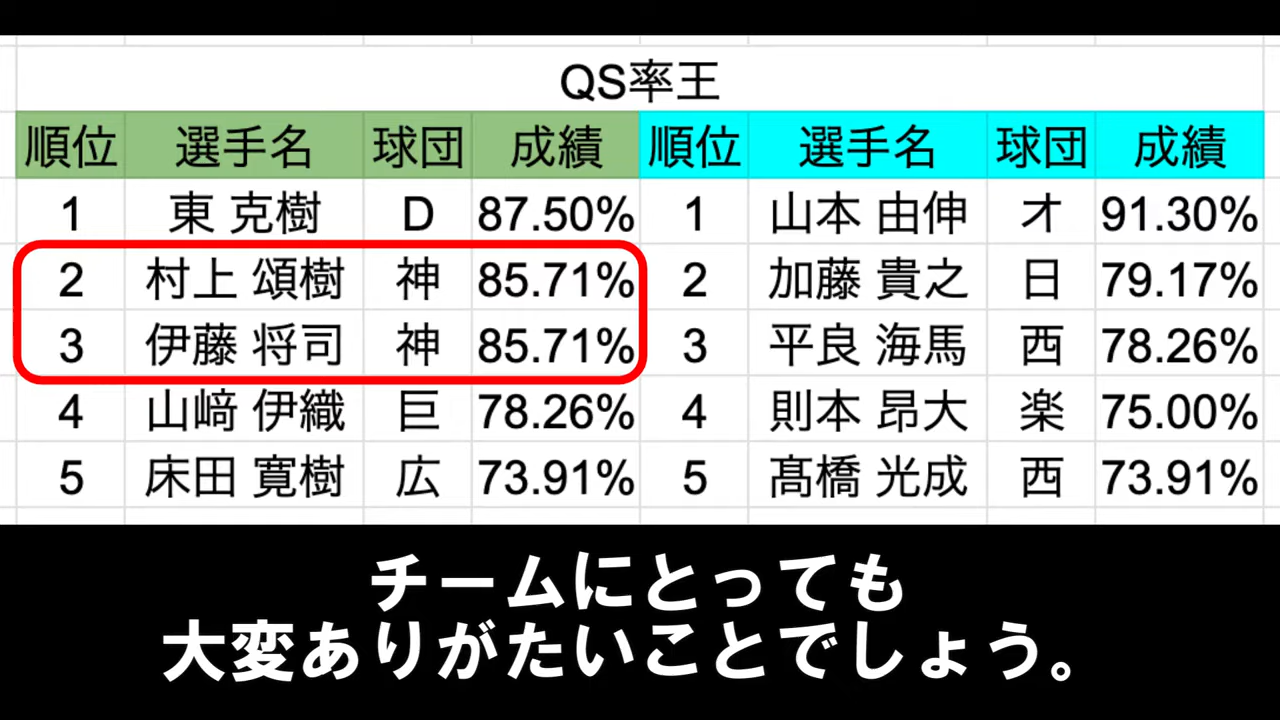 QS率王
順位 選手名 球団 成績 順位 選手名 球団 成績
1 東 克樹 D 87.50% 1 山本 由伸 オ 91.30%
2 村上 頌樹 神 85.71% 2 加藤 貴之 日 79.17%
3 伊藤 将司 神 85.71% 3 平良 海馬 西 78.26%
4 山﨑 伊織 巨 78.26% 4 則本 昂大 楽 75.00%
5 床田 寛樹 広 73.91% 5 髙橋 光成 西 73.91%
チームにとっても
大変ありがたいことでしょう。